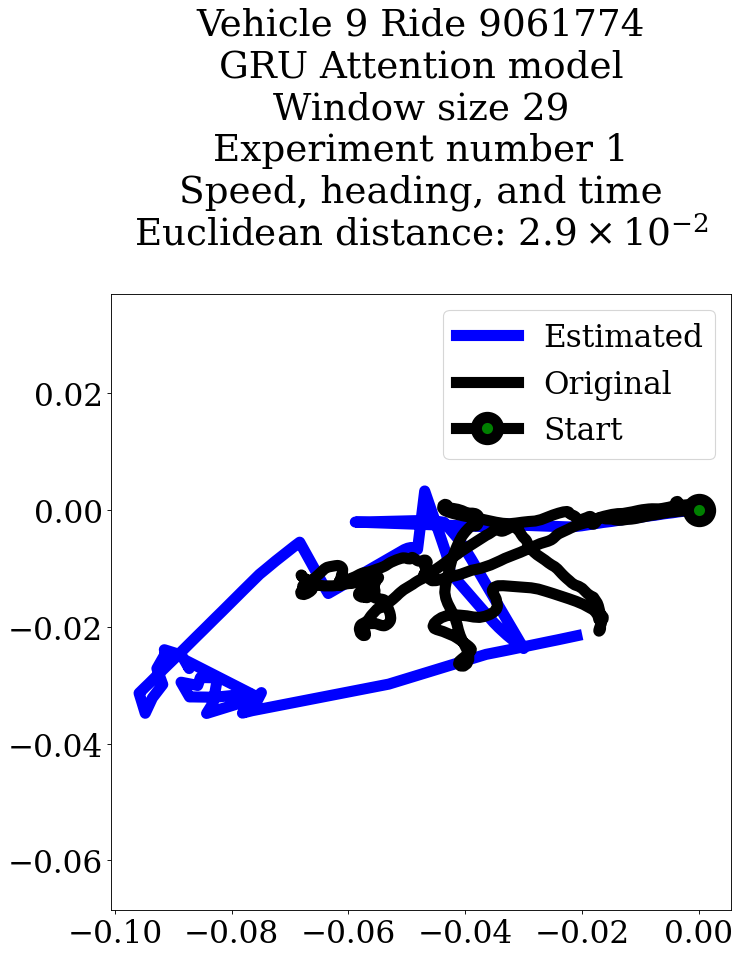 Vehicle 9 Ride 9061774
GRU Attention model
Window size 29
Experiment number 1
Speed, heading, and time
Euclidean distance: 2.9 × 10⁻²
Estimated
Original
Start
0.02
0.00
−0.02
−0.04
−0.06
−0.10 −0.08 −0.06 −0.04 −0.02 0.00